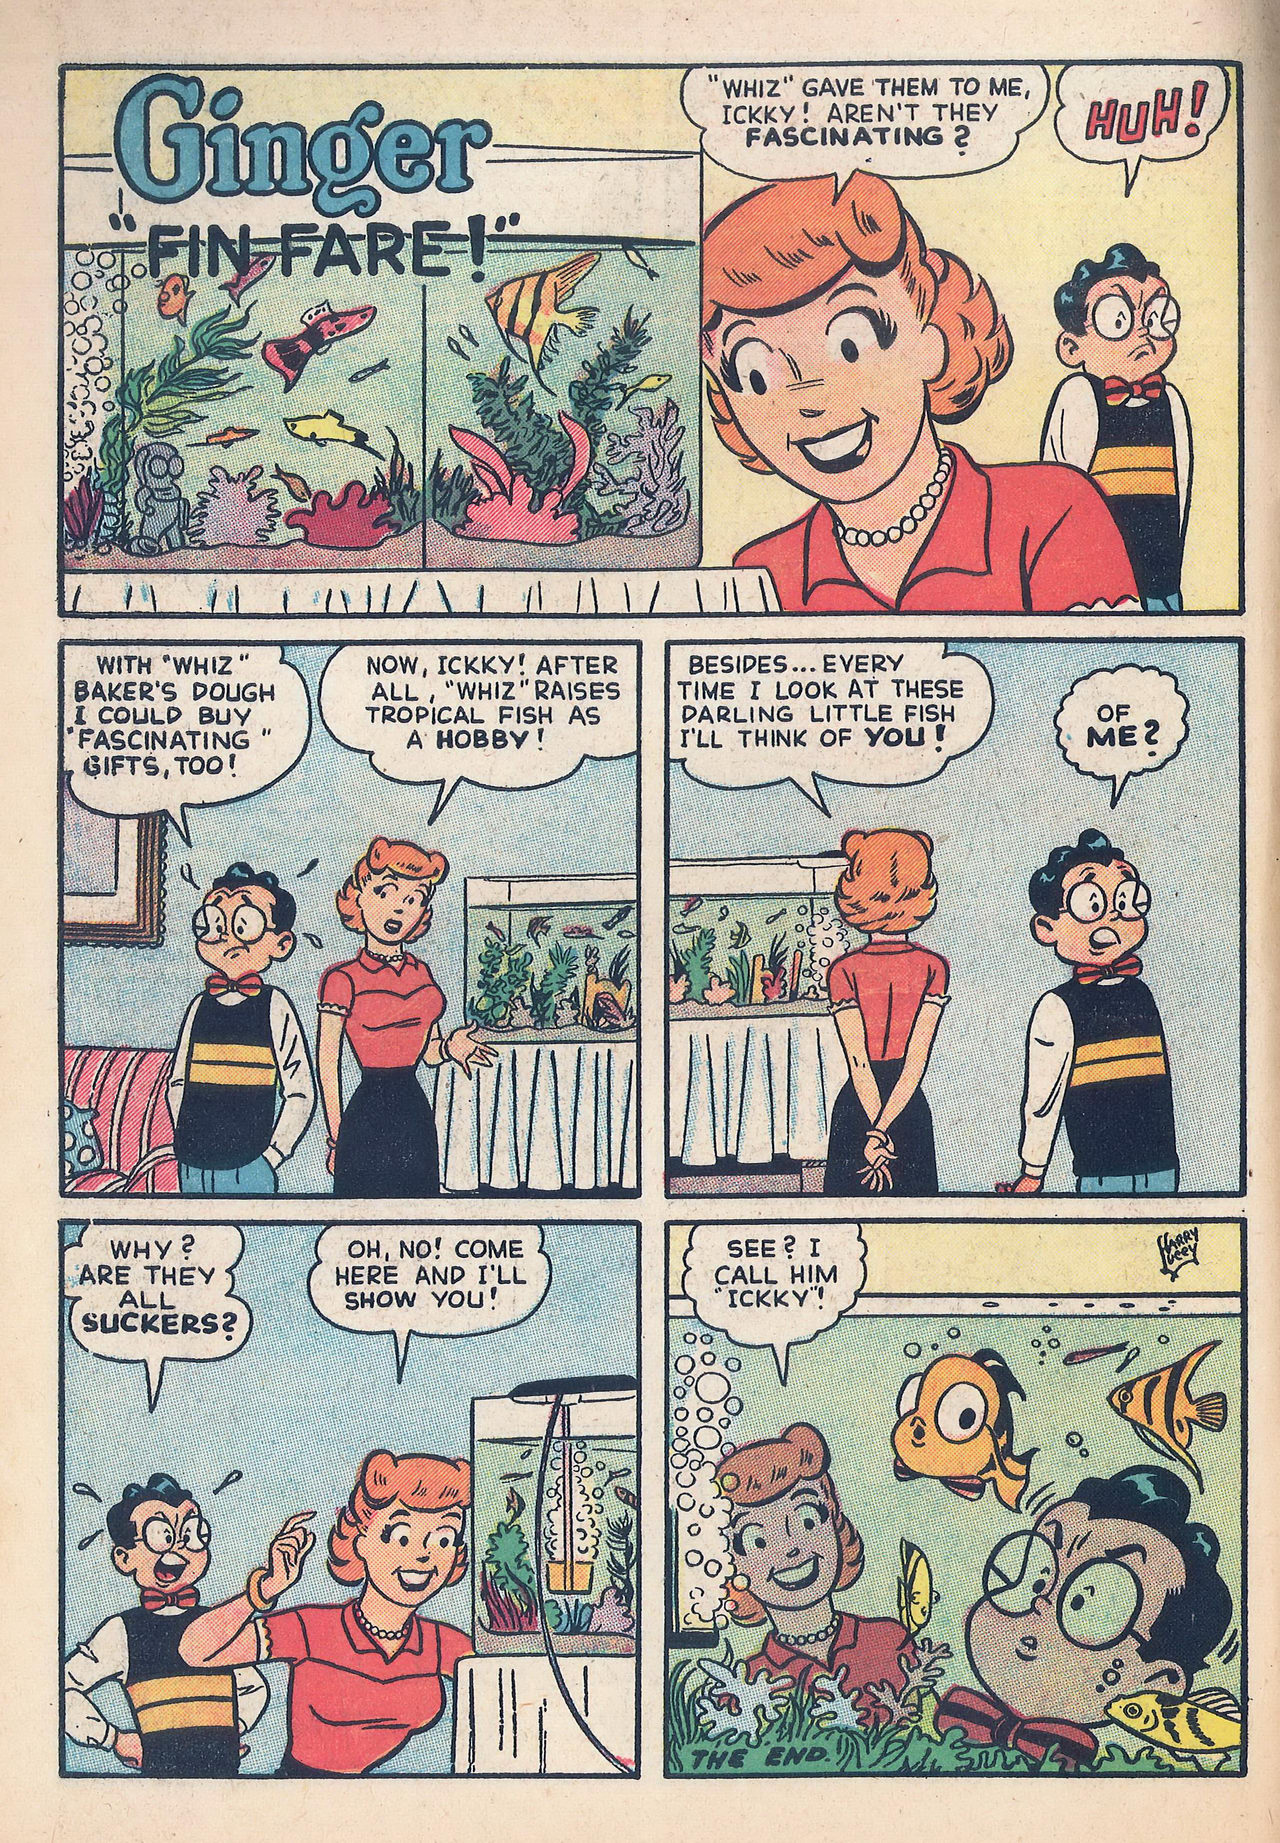 Ginger
"FIN FARE!"
"WHIZ" GAVE THEM TO ME,
ICKKY! AREN'T THEY
FASCINATING?
HUH!
WITH "WHIZ"
BAKER'S DOUGH
I COULD BUY
"FASCINATING"
GIFTS, TOO!
NOW, ICKKY! AFTER
ALL, "WHIZ" RAISES
TROPICAL FISH AS
A HOBBY!
BESIDES... EVERY
TIME I LOOK AT THESE
DARLING LITTLE FISH
I'LL THINK OF YOU!
OF
ME?
WHY?
ARE THEY
ALL
SUCKERS?
OH, NO! COME
HERE AND I'LL
SHOW YOU!
SEE? I
CALL HIM
"ICKKY"!
HARRY
LUCEY
THE END.